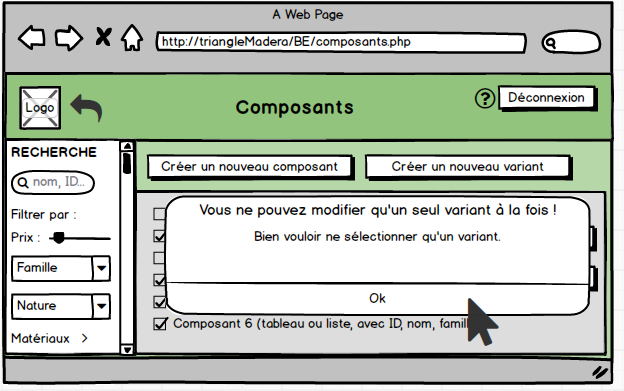 A Web Page
http://triangleMadera/BE/composants.php
Logo
Composants
?
Déconnexion
RECHERCHE
nom, ID...
Filtrer par :
Prix :
Famille
Nature
Matériaux >
Créer un nouveau composant
Créer un nouveau variant
Vous ne pouvez modifier qu'un seul variant à la fois !
Bien vouloir ne sélectionner qu'un variant.
Ok
Composant 6 (tableau ou liste, avec ID, nom,